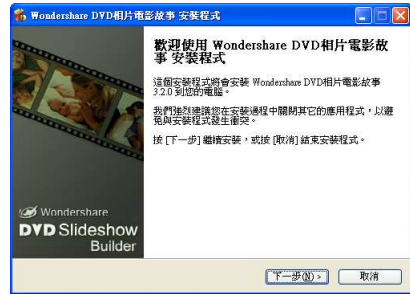 Wondershare DVD相片電影故事 安裝程式
歡迎使用 Wondershare DVD相片電影故
事 安裝程式
這個安裝程式將會安裝 Wondershare DVD相片電影故事
3.2.0 到您的電腦。
我們強烈建議您在安裝過程中關閉其它的應用程式，以避
免與安裝程式發生衝突。
按 [下一步] 繼續安裝，或按 [取消] 結束安裝程式。
Wondershare
DVD Slideshow
Builder
下一步(N) >
取消